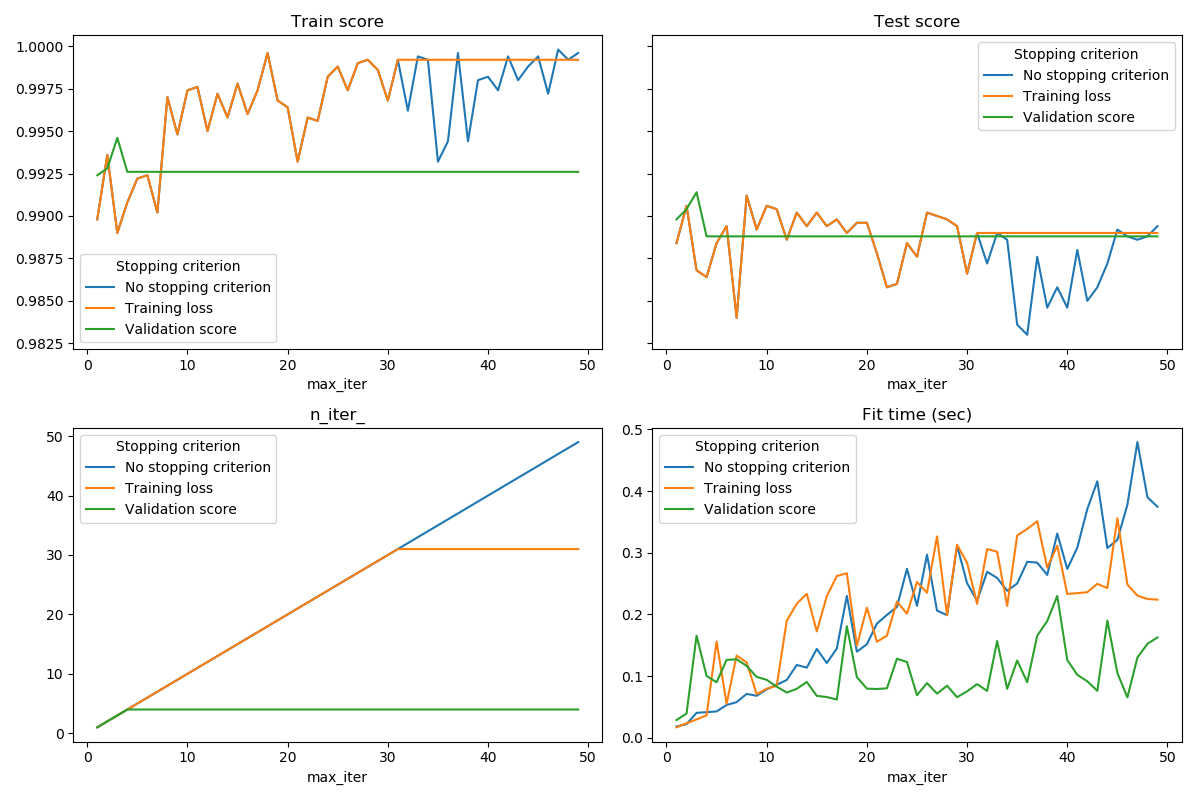 Train score
1.0000
0.9975
0.9950
0.9925
0.9900
0.9875
0.9850
0.9825
Stopping criterion
No stopping criterion
Training loss
Validation score
0 10 20 30 40 50
max_iter
Test score
Stopping criterion
No stopping criterion
Training loss
Validation score
0 10 20 30 40 50
max_iter
n_iter_
50
40
30
20
10
0
Stopping criterion
No stopping criterion
Training loss
Validation score
0 10 20 30 40 50
max_iter
Fit time (sec)
0.5
0.4
0.3
0.2
0.1
0.0
Stopping criterion
No stopping criterion
Training loss
Validation score
0 10 20 30 40 50
max_iter